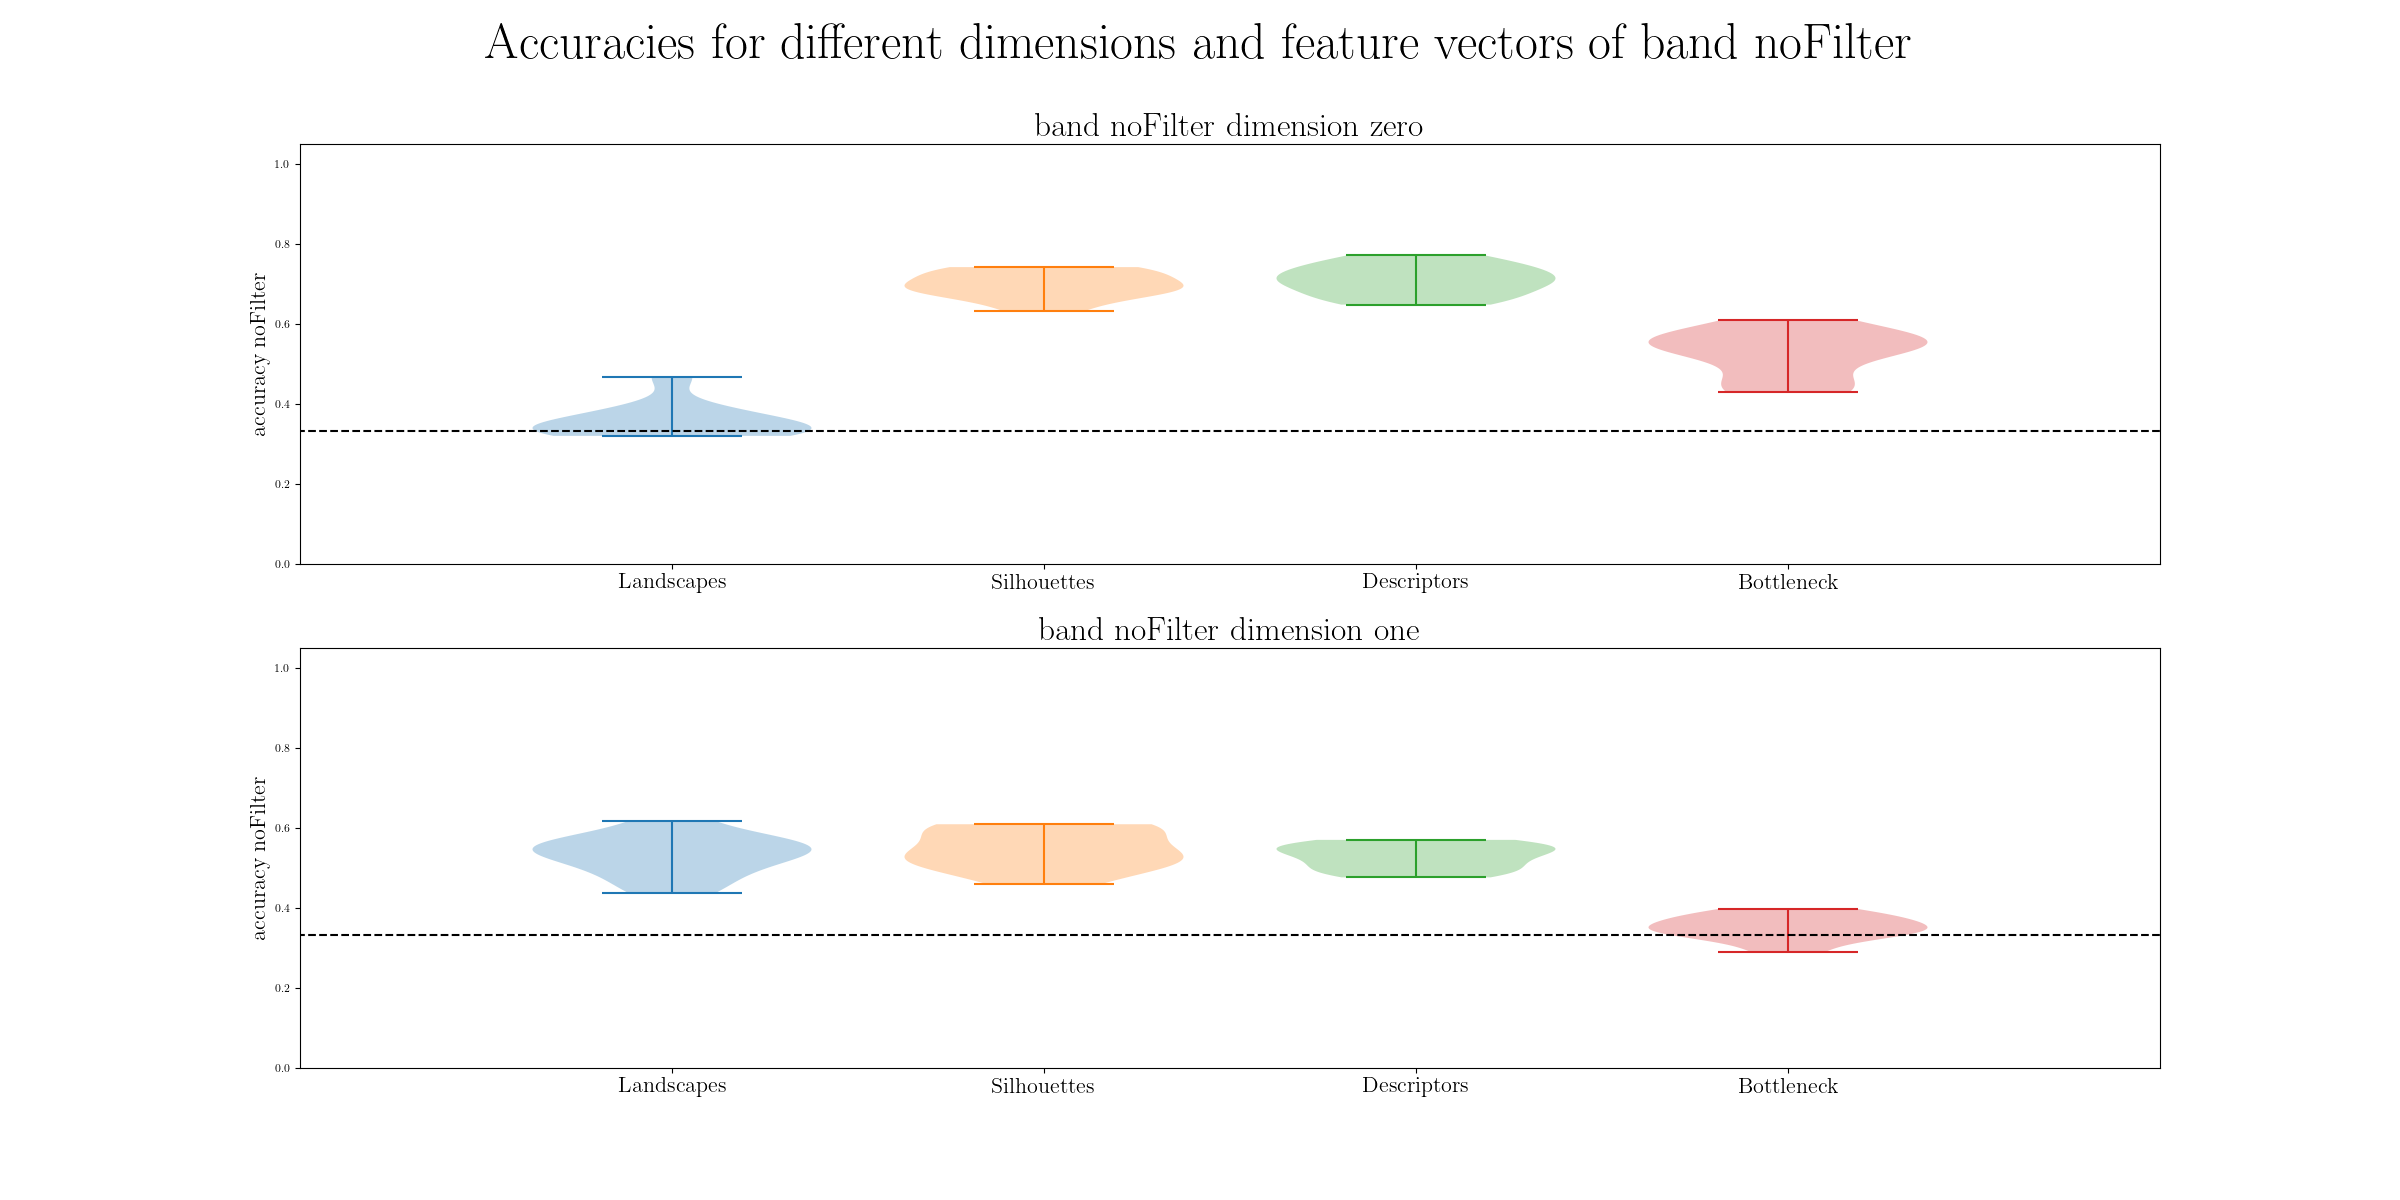 Accuracies for different dimensions and feature vectors of band noFilter
band noFilter dimension zero
accuracy noFilter
1.0
0.8
0.6
0.4
0.2
0.0
Landscapes Silhouettes Descriptors Bottleneck
band noFilter dimension one
accuracy noFilter
1.0
0.8
0.6
0.4
0.2
0.0
Landscapes Silhouettes Descriptors Bottleneck